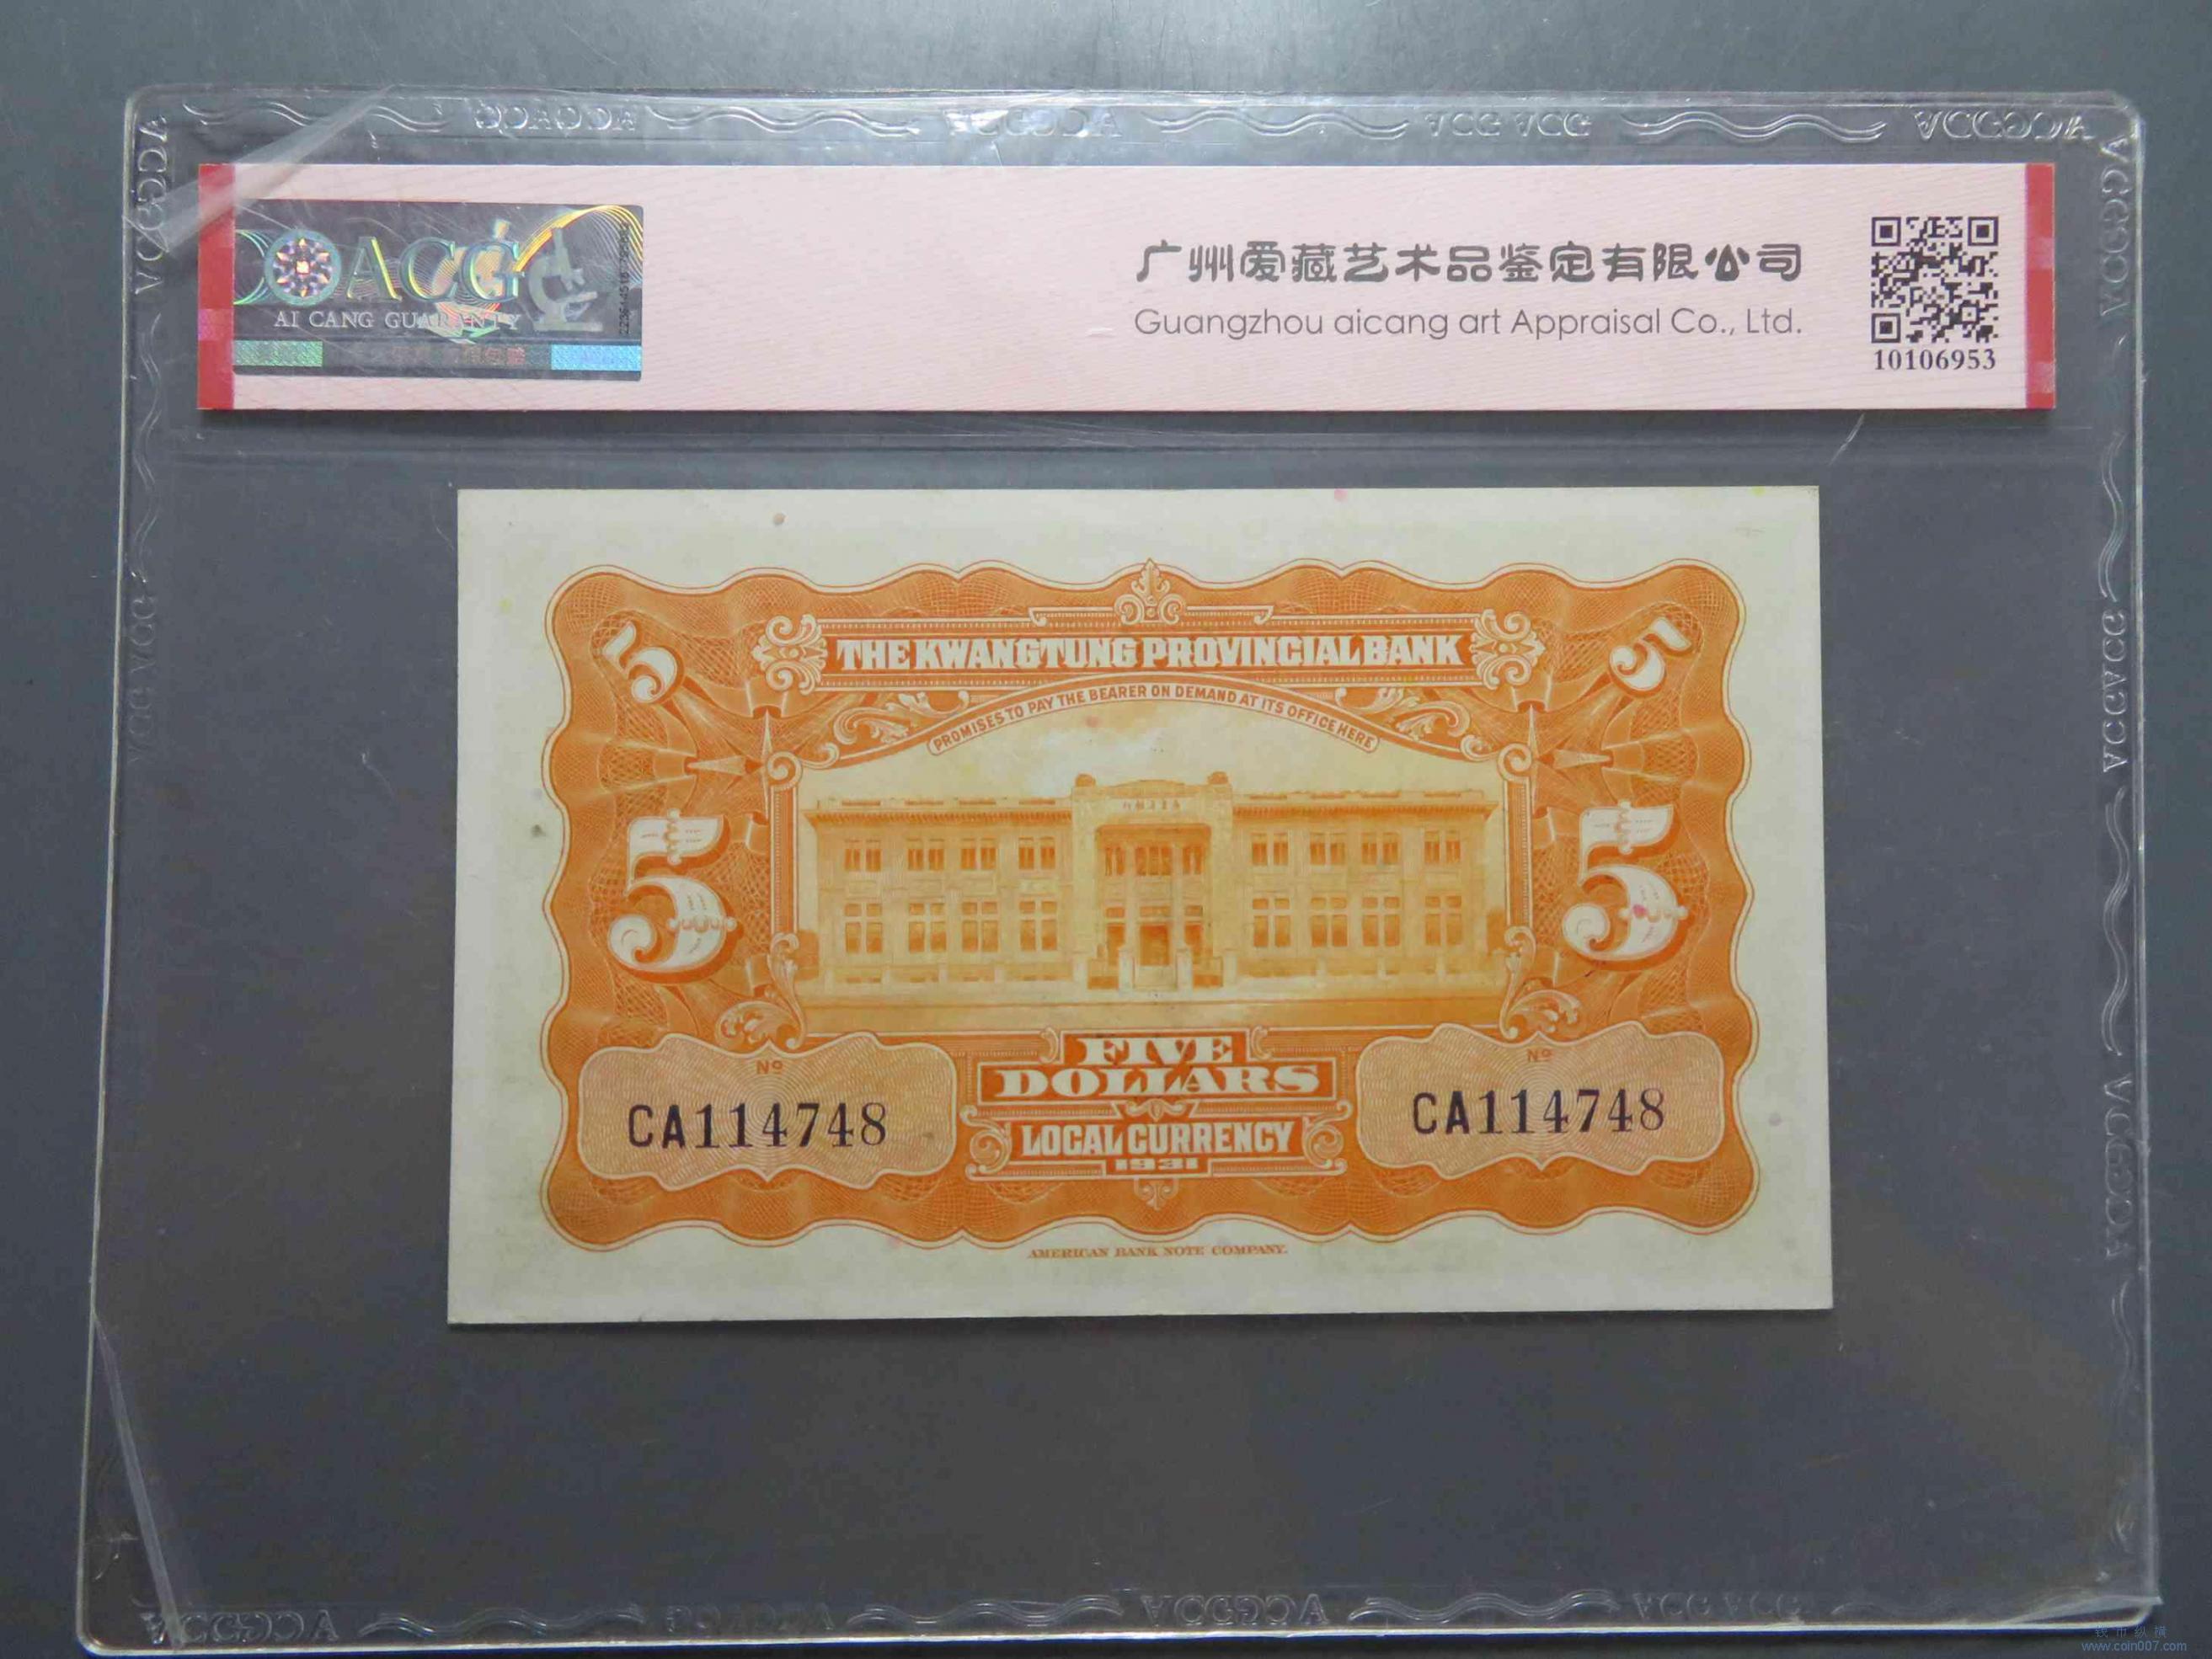 ACG
AI CANG GUARANTY
广州爱藏艺术品鉴定有限公司
Guangzhou aicang art Appraisal Co., Ltd.
10106953
THE KWANGTUNG PROVINCIAL BANK
PROMISES TO PAY THE BEARER ON DEMAND AT ITS OFFICE HERE
5
5
5
5
FIVE
DOLLARS
LOCAL CURRENCY
1931
Nº
CA114748
Nº
CA114748
AMERICAN BANK NOTE COMPANY.
ACG ACG
www.coin007.com